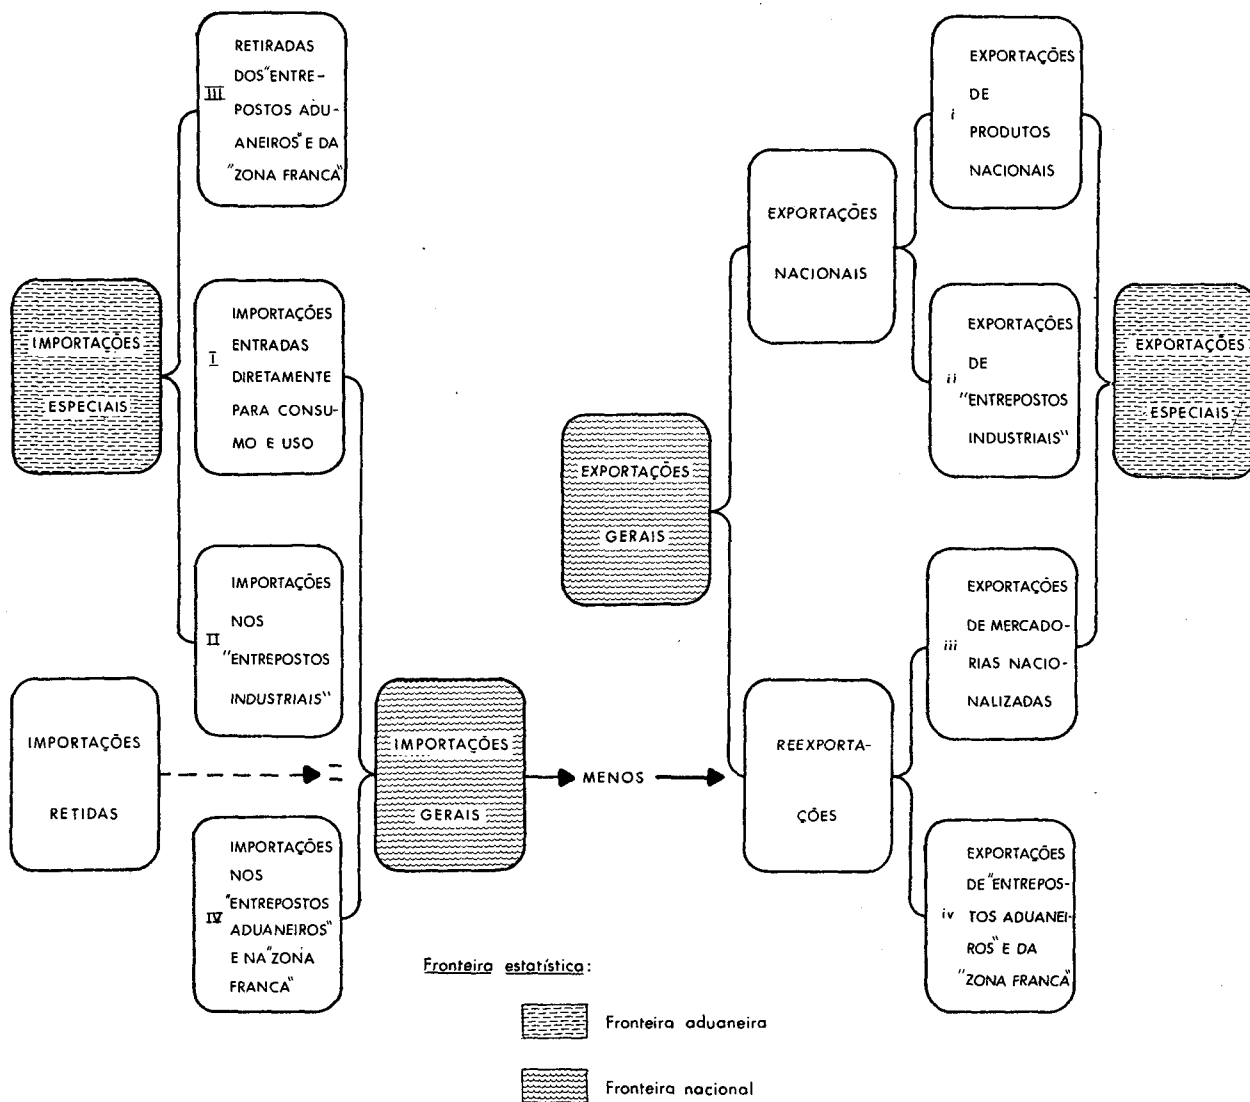 III
RETIRADAS
DOS "ENTRE-
POSTOS ADU-
ANEIROS" E DA
"ZONA FRANCA"
IMPORTAÇÕES
ESPECIAIS
I
IMPORTAÇÕES
ENTRADAS
DIRETAMENTE
PARA CONSU-
MO E USO
II
IMPORTAÇÕES
NOS
"ENTREPOSTOS
INDUSTRIAIS"
IMPORTAÇÕES
RETIDAS
=
IV
IMPORTAÇÕES
NOS
"ENTREPOSTOS
ADUANEIROS"
E NA "ZONA
FRANCA"
IMPORTAÇÕES
GERAIS
MENOS
EXPORTAÇÕES
GERAIS
EXPORTAÇÕES
NACIONAIS
REEXPORTA-
ÇÕES
i
EXPORTAÇÕES
DE
PRODUTOS
NACIONAIS
ii
EXPORTAÇÕES
DE
"ENTREPOSTOS
INDUSTRIAIS"
iii
EXPORTAÇÕES
DE MERCADO-
RIAS NACIO-
NALIZADAS
iv
EXPORTAÇÕES
DE "ENTREPOS-
TOS ADUANEI-
ROS" E DA
"ZONA FRANCA"
EXPORTAÇÕES
ESPECIAIS
Fronteira estatística:
Fronteira aduaneira
Fronteira nacional